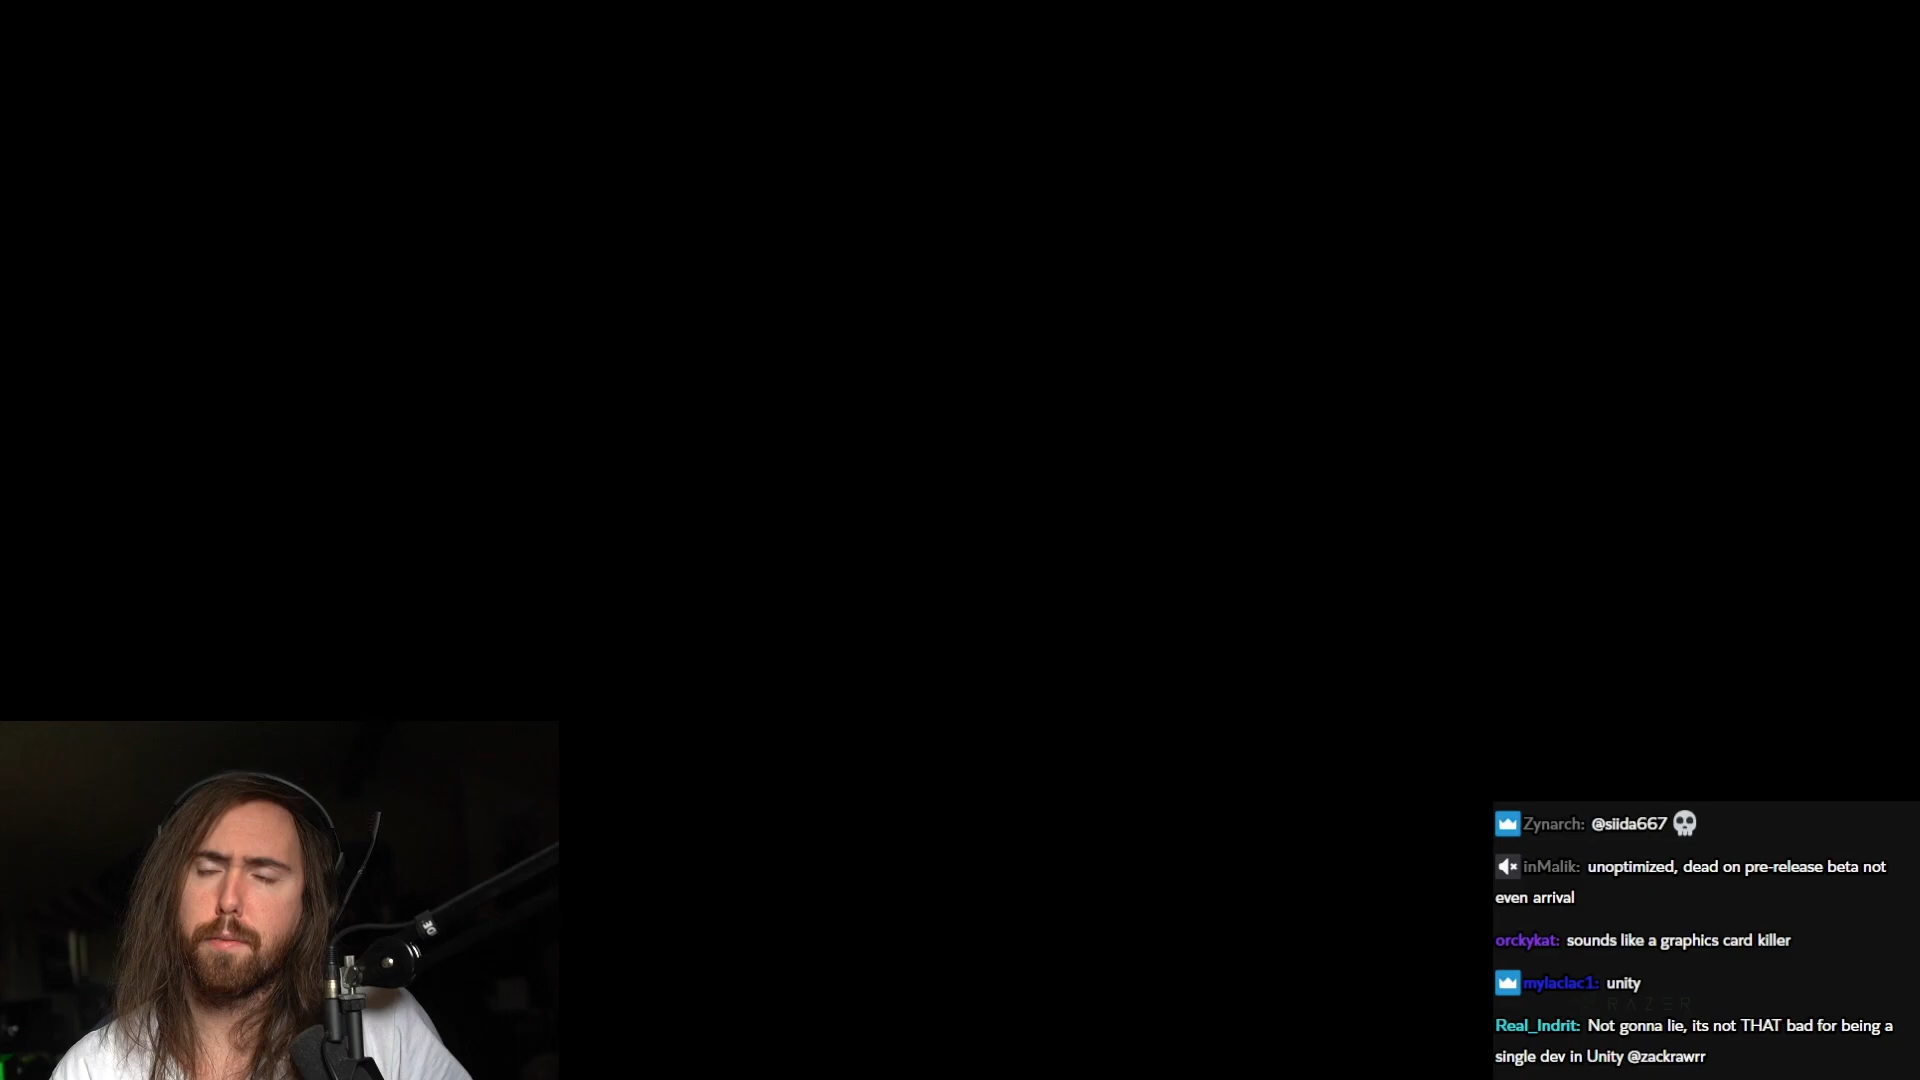 Zynarch: @siida667
inMalik: unoptimized, dead on pre-release beta not
even arrival
orckykat: sounds like a graphics card killer
mylaclac1: unity
RAZER
Real_Indrit: Not gonna lie, its not THAT bad for being a
single dev in Unity @zackrawrr